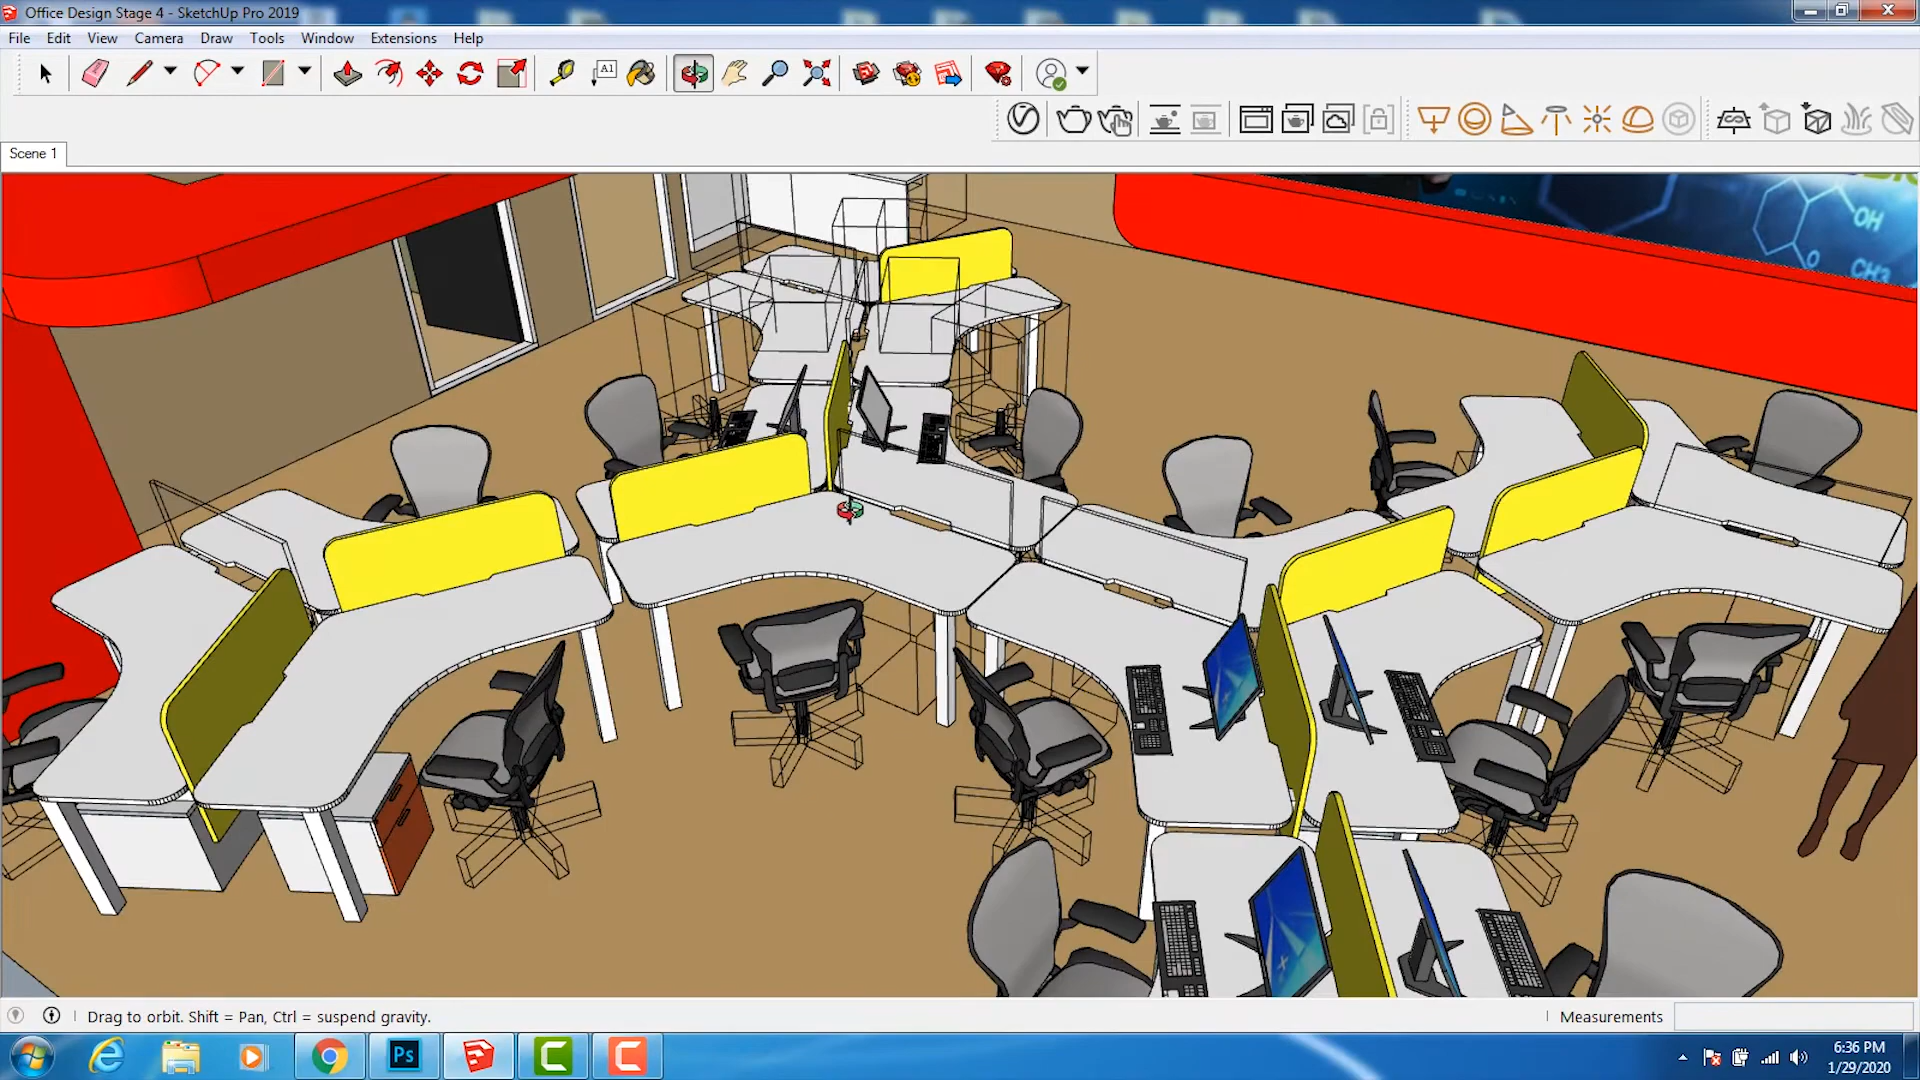 Office Design Stage 4 - SketchUp Pro 2019
File Edit View Camera Draw Tools Window Extensions Help
A1
Scene 1
OH
O
CH3
Drag to orbit. Shift = Pan, Ctrl = suspend gravity.
Measurements
Ps
6:36 PM
1/29/2020